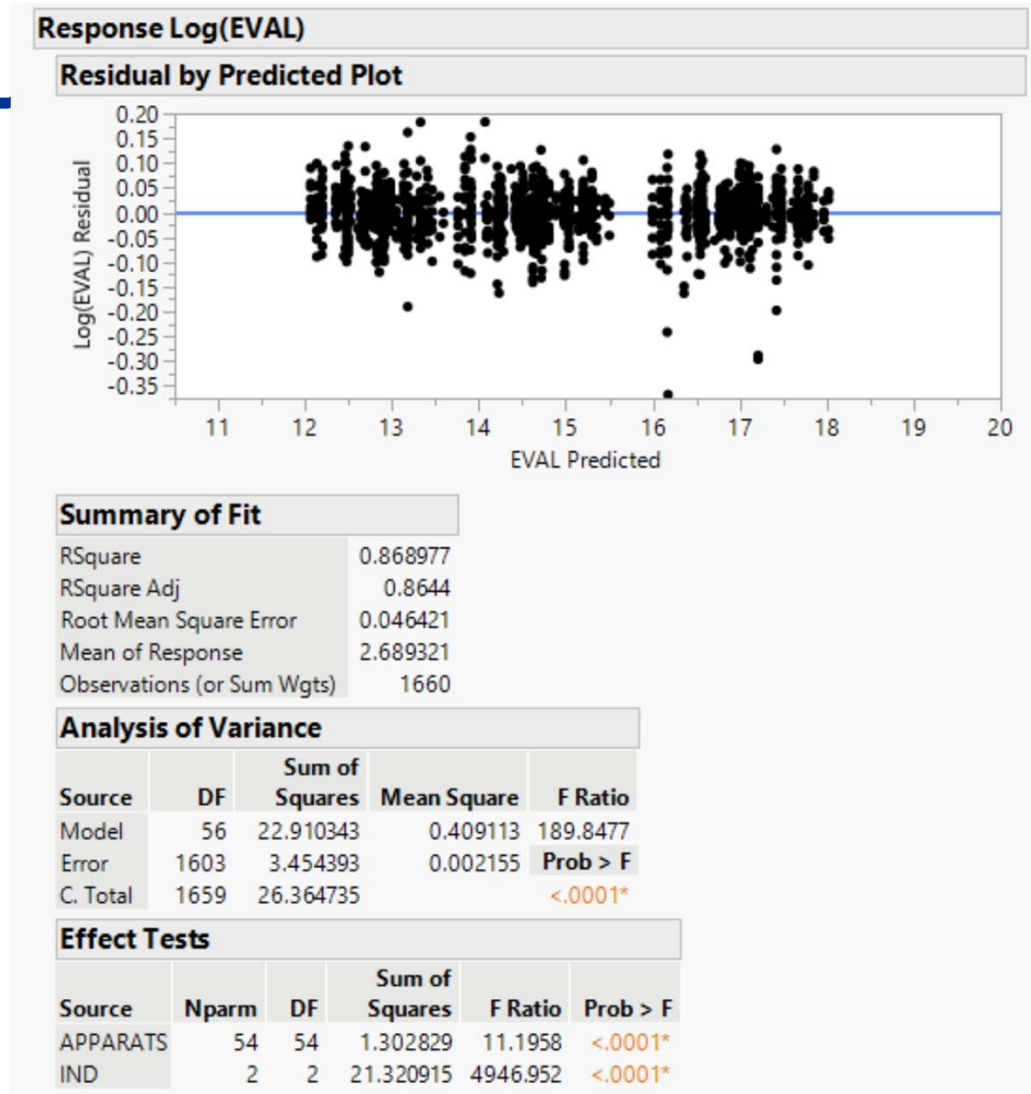 Response Log(EVAL)
Residual by Predicted Plot
0.20
0.15
0.10
0.05
0.00
-0.05
-0.10
-0.15
-0.20
-0.25
-0.30
-0.35
Log(EVAL) Residual
11 12 13 14 15 16 17 18 19 20
EVAL Predicted
Summary of Fit
RSquare 0.868977
RSquare Adj 0.8644
Root Mean Square Error 0.046421
Mean of Response 2.689321
Observations (or Sum Wgts) 1660
Analysis of Variance
Sum of
Source DF Squares Mean Square F Ratio
Model 56 22.910343 0.409113 189.8477
Error 1603 3.454393 0.002155 Prob > F
C. Total 1659 26.364735 <.0001*
Effect Tests
Sum of
Source Nparm DF Squares F Ratio Prob > F
APPARATS 54 54 1.302829 11.1958 <.0001*
IND 2 2 21.320915 4946.952 <.0001*